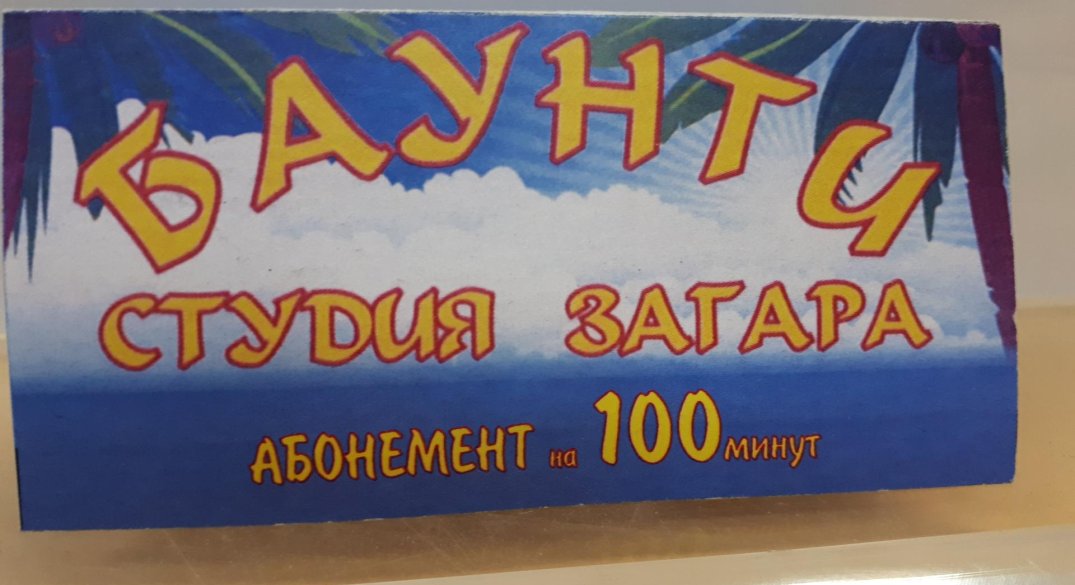 БАУНТИ
СТУДИЯ ЗАГАРА
АБОНЕМЕНТ на 100 минут